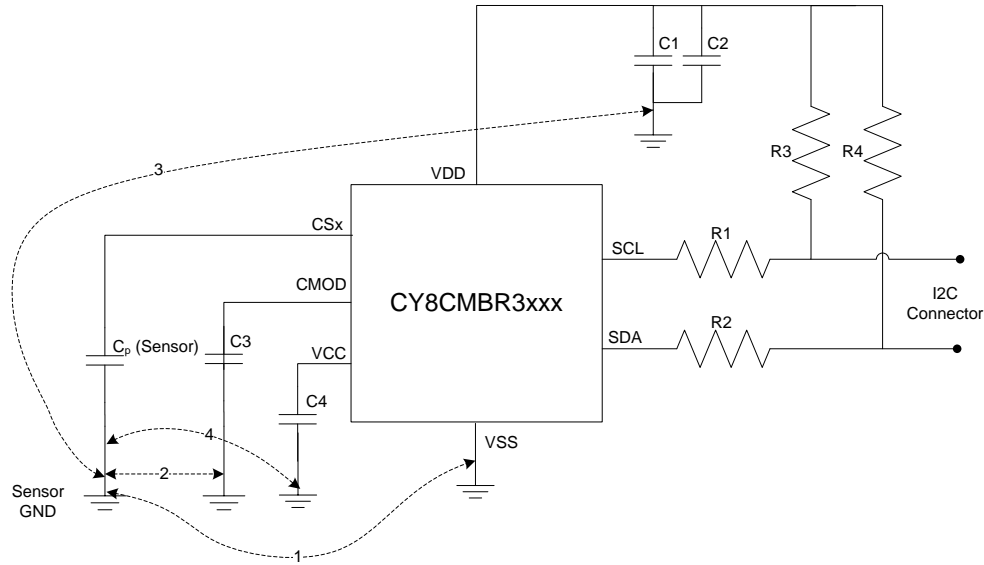 C1
C2
3
VDD
R3
R4
CSx
SCL
R1
CMOD
CY8CMBR3xxx
I2C
Connector
Cp (Sensor)
C3
VCC
SDA
R2
C4
4
VSS
2
Sensor
GND
1